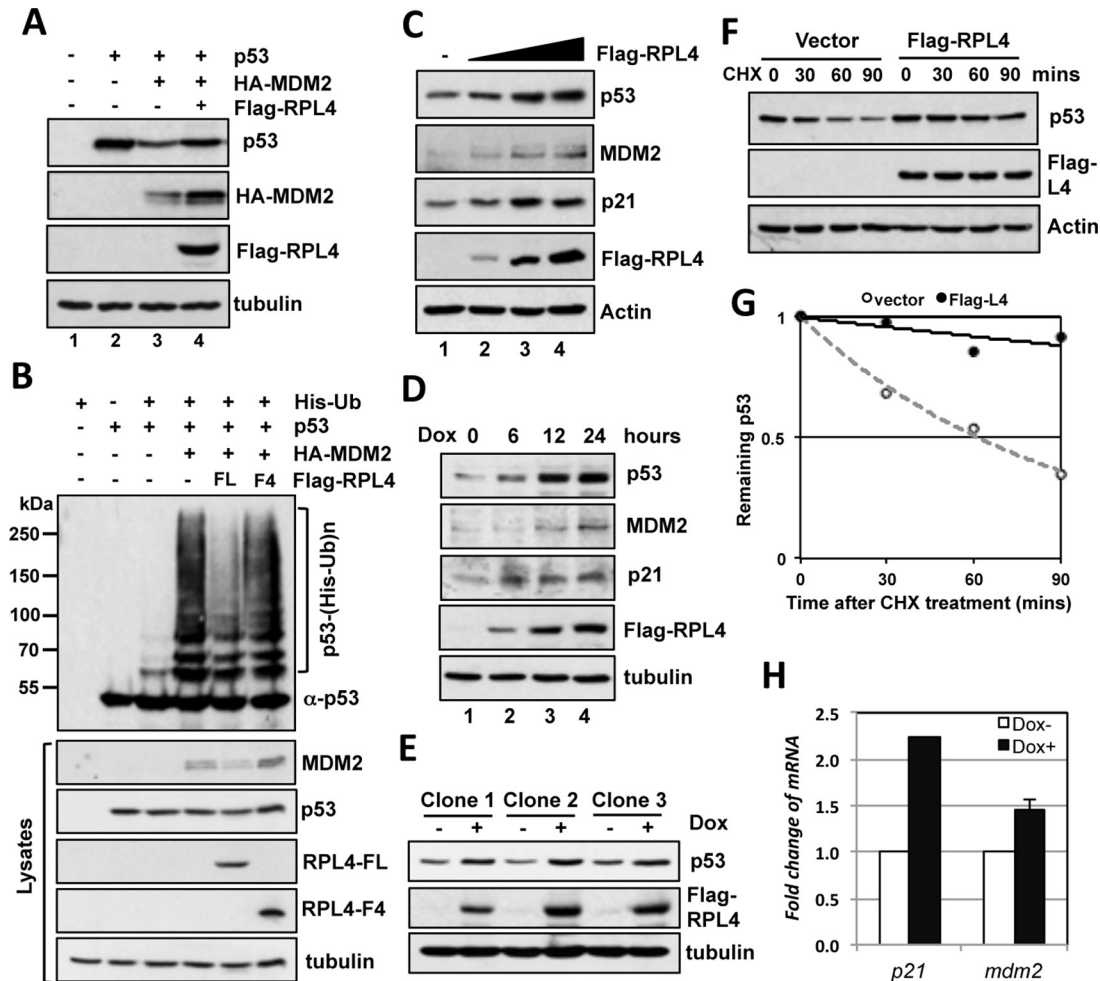 A
- + + + p53
- - + + HA-MDM2
- - - + Flag-RPL4
p53
HA-MDM2
Flag-RPL4
tubulin
1 2 3 4
B
+ - + + + + His-Ub
- + + + + + p53
- - - + + + HA-MDM2
- - - - FL F4 Flag-RPL4
kDa
250
150
100
70
55
p53-(His-Ub)n
α-p53
Lysates
MDM2
p53
RPL4-FL
RPL4-F4
tubulin
C
- Flag-RPL4
p53
MDM2
p21
Flag-RPL4
Actin
1 2 3 4
D
Dox 0 6 12 24 hours
p53
MDM2
p21
Flag-RPL4
tubulin
1 2 3 4
E
Clone 1 Clone 2 Clone 3
- + - + - + Dox
p53
Flag-
RPL4
tubulin
F
Vector Flag-RPL4
CHX 0 30 60 90 0 30 60 90 mins
p53
Flag-
L4
Actin
G
vector Flag-L4
Remaining p53
1
0.5
0
0 30 60 90
Time after CHX treatment (mins)
H
Fold change of mRNA
2.5
2.0
1.5
1.0
0.5
0.0
Dox-
Dox+
p21 mdm2